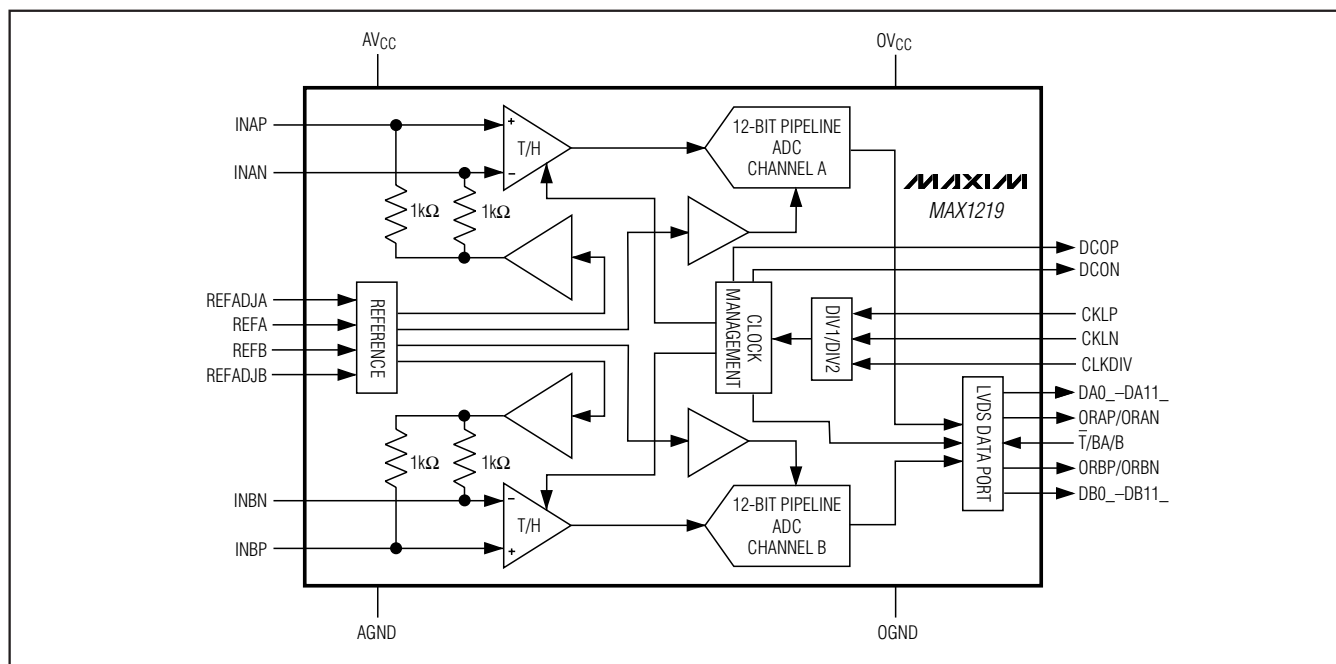 AVCC
OVCC
INAP
INAN
+
T/H
−
12-BIT PIPELINE
ADC
CHANNEL A
MAXIM
MAX1219
1kΩ
1kΩ
DCOP
DCON
REFADJA
REFA
REFB
REFADJB
REFERENCE
CLOCK
MANAGEMENT
DIV1/DIV2
CKLP
CKLN
CLKDIV
LVDS DATA PORT
DA0_–DA11_
ORAP/ORAN
T̅/BA/B
ORBP/ORBN
DB0_–DB11_
1kΩ
1kΩ
INBN
INBP
−
T/H
+
12-BIT PIPELINE
ADC
CHANNEL B
AGND
OGND